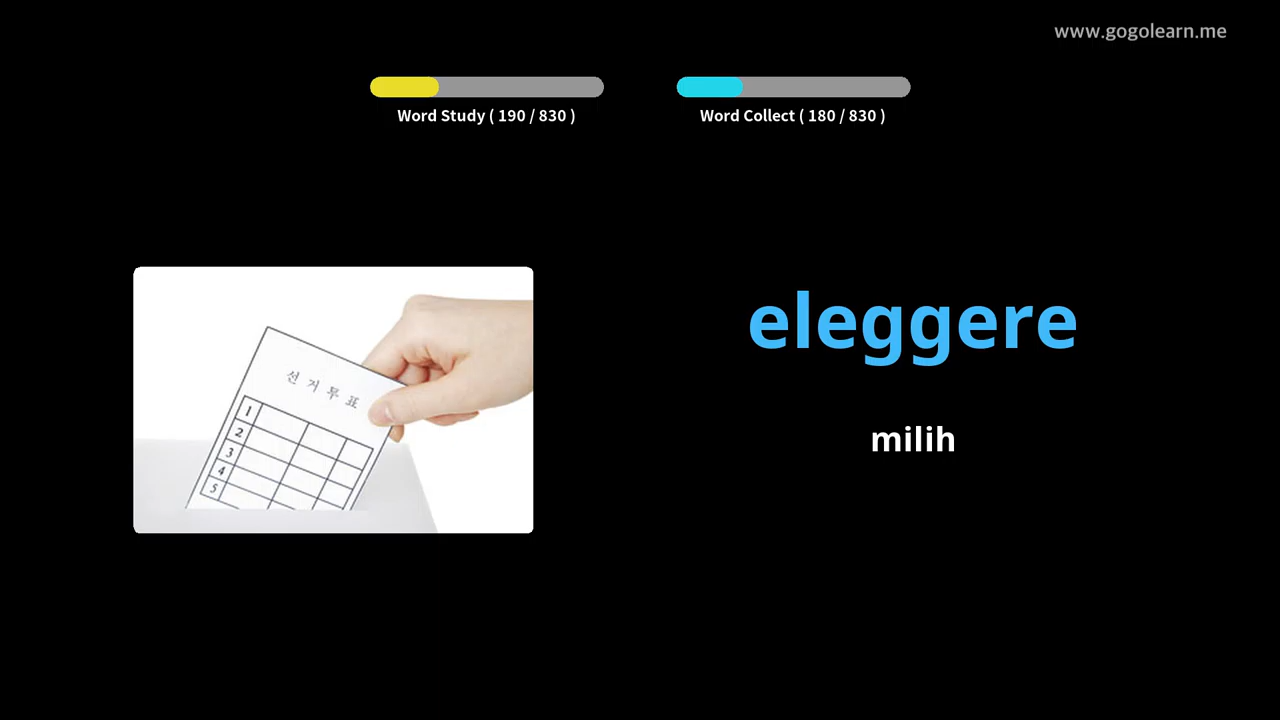 www.gogolearn.me
Word Study ( 190 / 830 )
Word Collect ( 180 / 830 )
선거투표
1
2
3
4
5
eleggere
milih